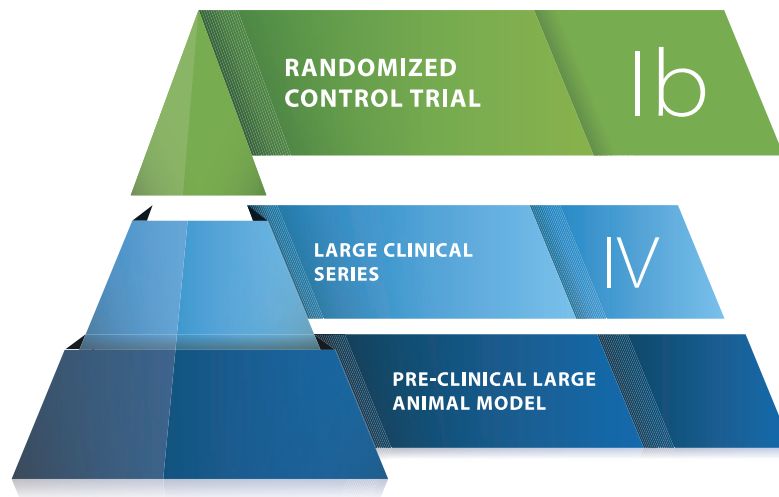 RANDOMIZED
CONTROL TRIAL
Ib
LARGE CLINICAL
SERIES
IV
PRE-CLINICAL LARGE
ANIMAL MODEL